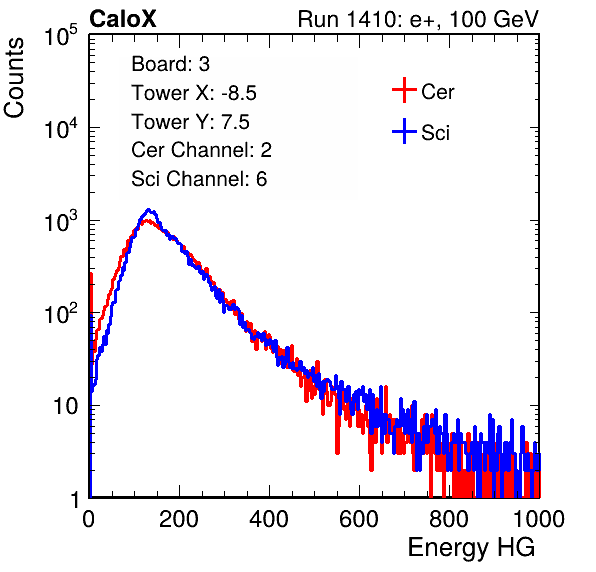 CaloX Run 1410: e+, 100 GeV
Counts
Board: 3
Tower X: -8.5
Tower Y: 7.5
Cer Channel: 2
Sci Channel: 6
Cer
Sci
10^5
10^4
10^3
10^2
10
1
0 200 400 600 800 1000
Energy HG